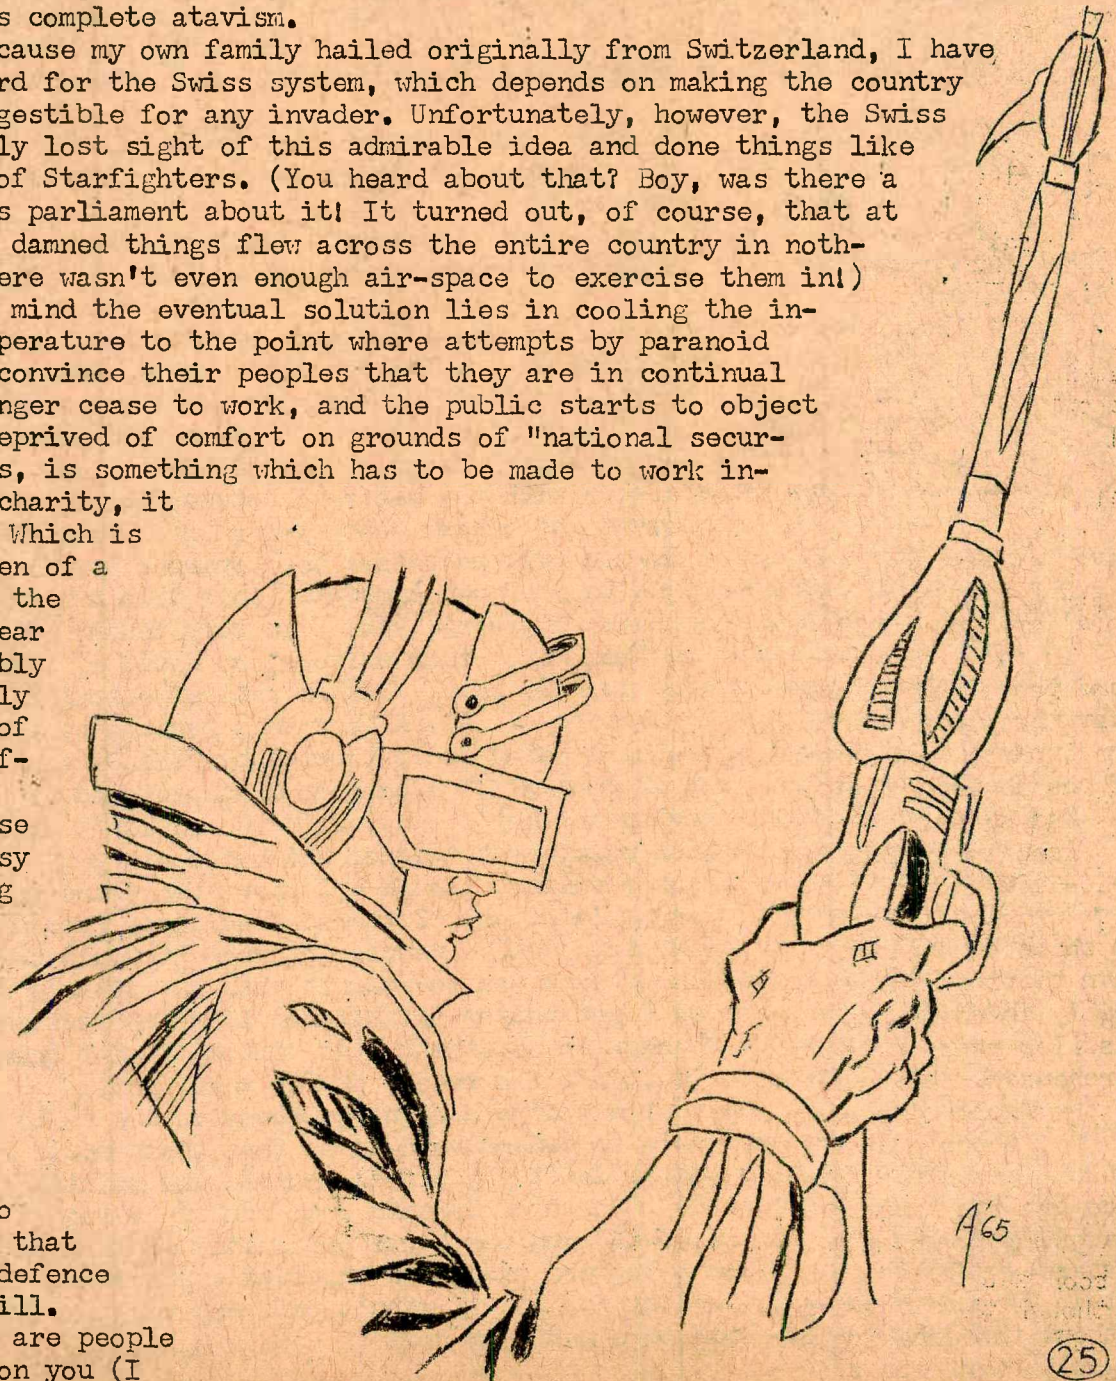 s complete atavism.
cause my own family hailed originally from Switzerland, I have
rd for the Swiss system, which depends on making the country
gestible for any invader. Unfortunately, however, the Swiss
ly lost sight of this admirable idea and done things like
of Starfighters. (You heard about that? Boy, was there a
s parliament about it! It turned out, of course, that at
damned things flew across the entire country in noth-
ere wasn't even enough air-space to exercise them in!)
mind the eventual solution lies in cooling the in-
perature to the point where attempts by paranoid
convince their peoples that they are in continual
nger cease to work, and the public starts to object
eprived of comfort on grounds of "national secur-
s, is something which has to be made to work in-
charity, it
Which is
en of a
the
ear
bly
ly
of
f-
se
sy
g
o
that
defence
ill.
are people
on you (I
A'65
25